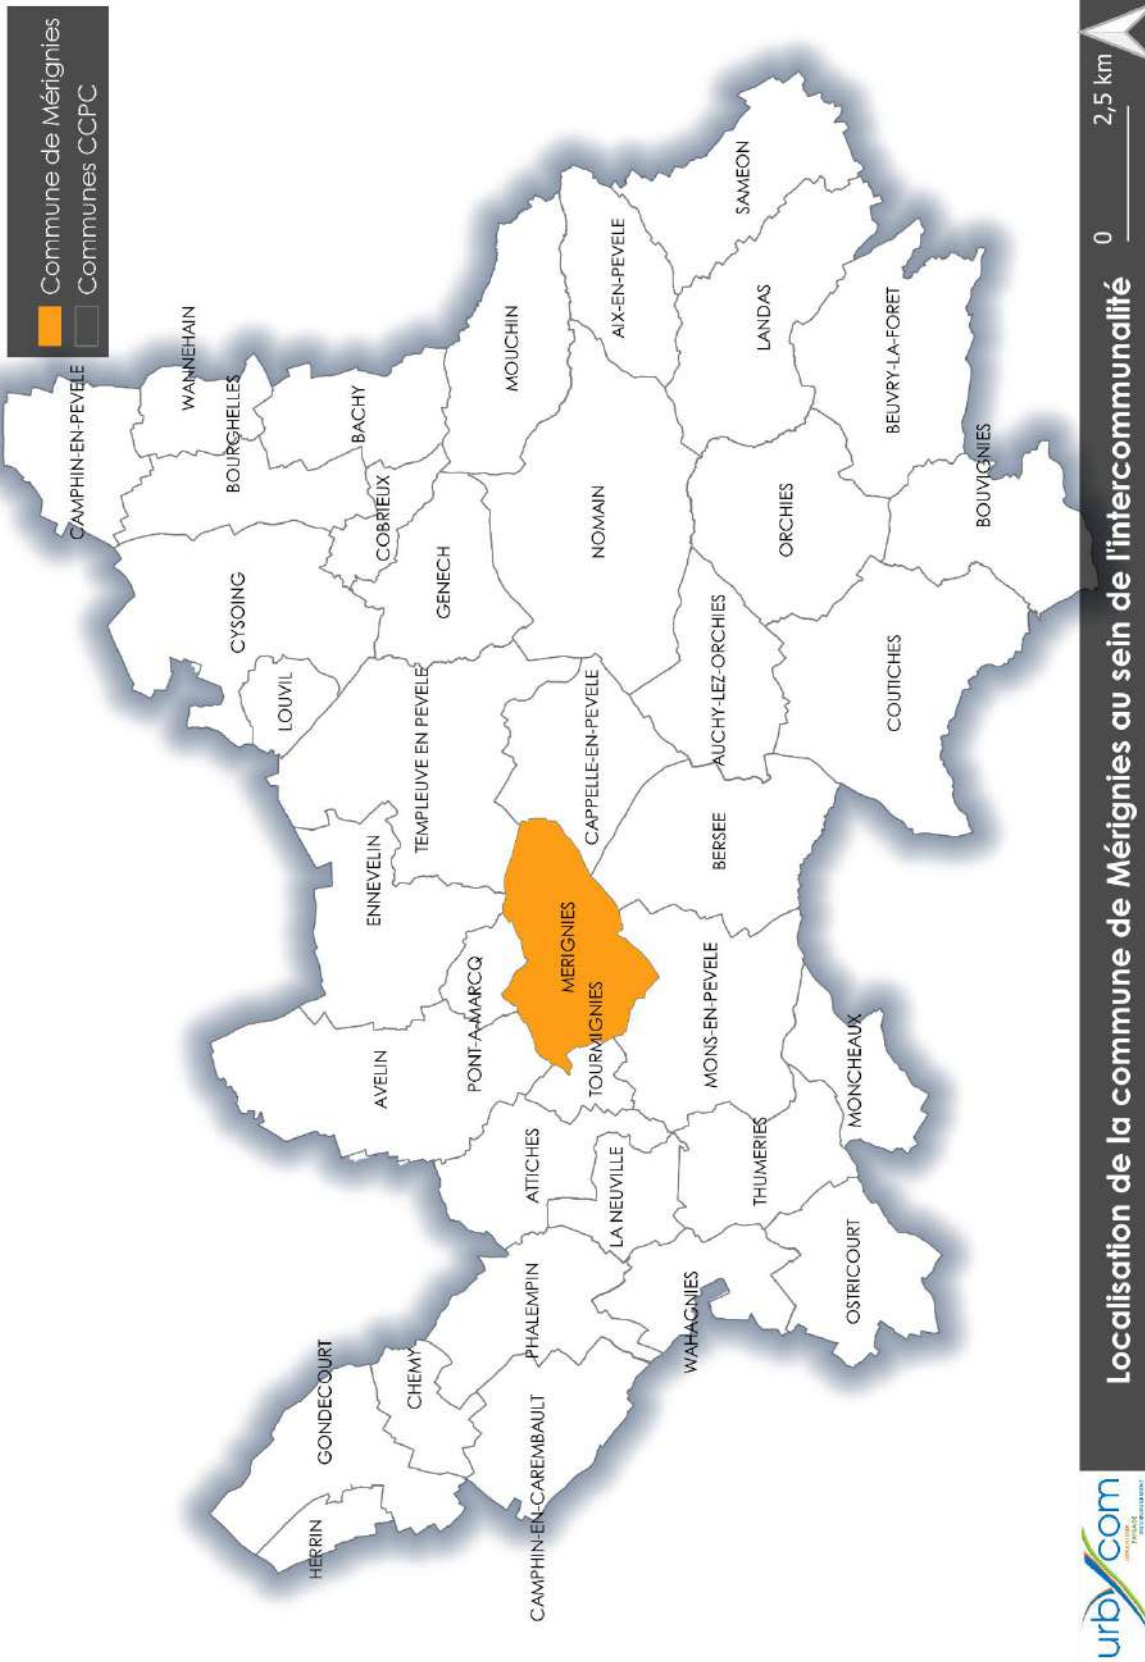 Commune de Mérignies
Communes CCPC
CAMPHIN-EN-PEVELE
WANNEHAIN
BOURGHELLES
CYSOING
LOUVIL
HERRIN
GONDECOURT
BACHY
COBRIEUX
ENNEVELIN
AVELIN
CHEMY
TEMPLEUVE EN PEVELE
GENECH
PONT-A-MARCQ
MOUCHIN
ATTICHES
PHALEMPIN
CAMPHIN-EN-CAREMBAULT
MERIGNIES
CAPPELLE-EN-PEVELE
NOMAIN
AIX-EN-PEVELE
TOURMIGNIES
LA NEUVILLE
WAHAGNIES
MONS-EN-PEVELE
BERSEE
AUCHY-LEZ-ORCHIES
SAMEON
LANDAS
ORCHIES
THUMERIES
OSTRICOURT
MONCHEAUX
COUTICHES
BEUVRY-LA-FORET
BOUVIGNIES
urbycom
Localisation de la commune de Mérignies au sein de l'intercommunalité
0 2,5 km